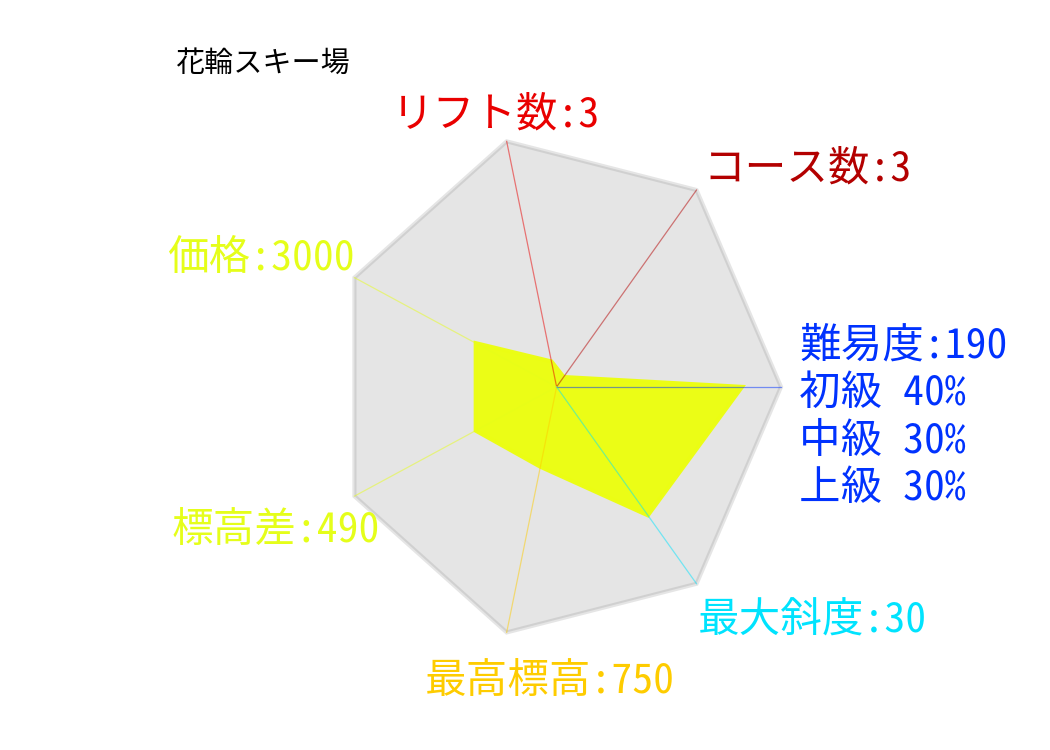 花輪スキー場
リフト数:3
コース数:3
価格:3000
難易度:190
初級 40%
中級 30%
上級 30%
標高差:490
最大斜度:30
最高標高:750